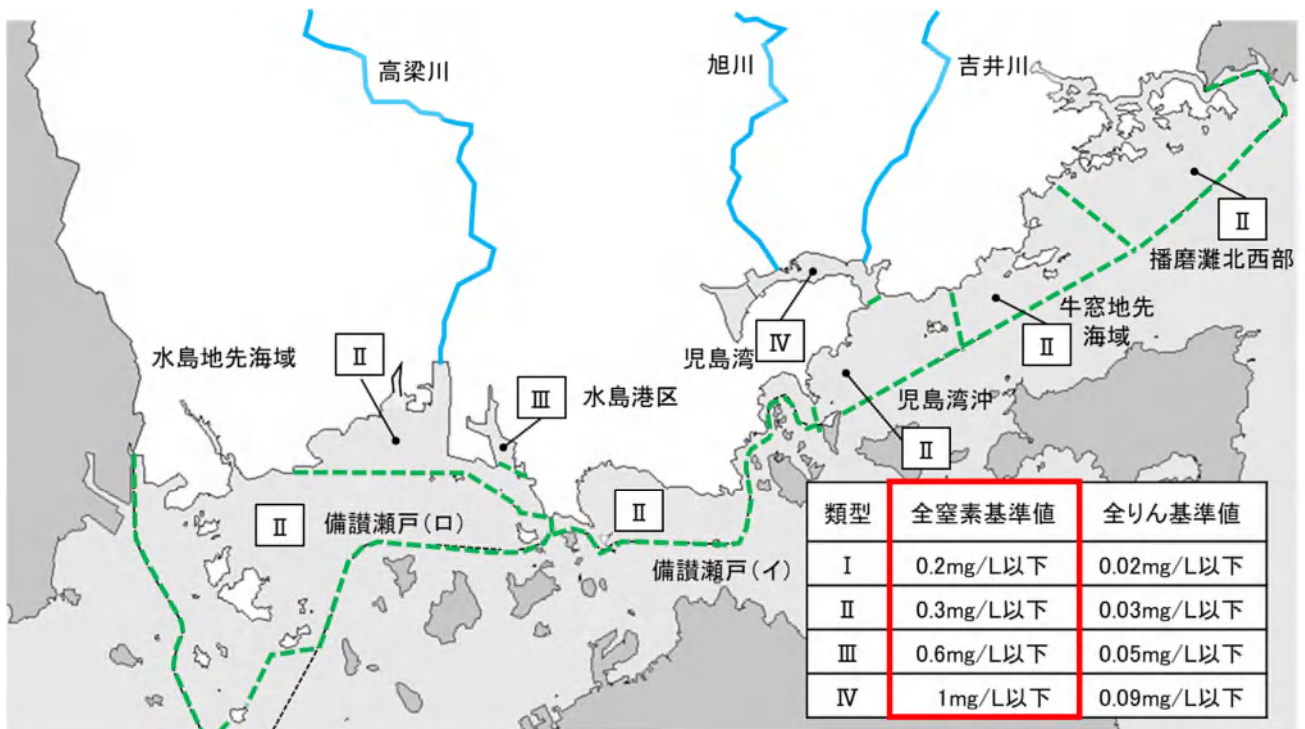 高梁川
旭川
吉井川
Ⅱ
播磨灘北西部
牛窓地先
海域
Ⅱ
Ⅳ
児島湾
水島地先海域
Ⅱ
Ⅲ
水島港区
児島湾沖
Ⅱ
Ⅱ
備讃瀬戸(ロ)
Ⅱ
備讃瀬戸(イ)
類型 全窒素基準値 全りん基準値
Ⅰ 0.2mg/L以下 0.02mg/L以下
Ⅱ 0.3mg/L以下 0.03mg/L以下
Ⅲ 0.6mg/L以下 0.05mg/L以下
Ⅳ 1mg/L以下 0.09mg/L以下